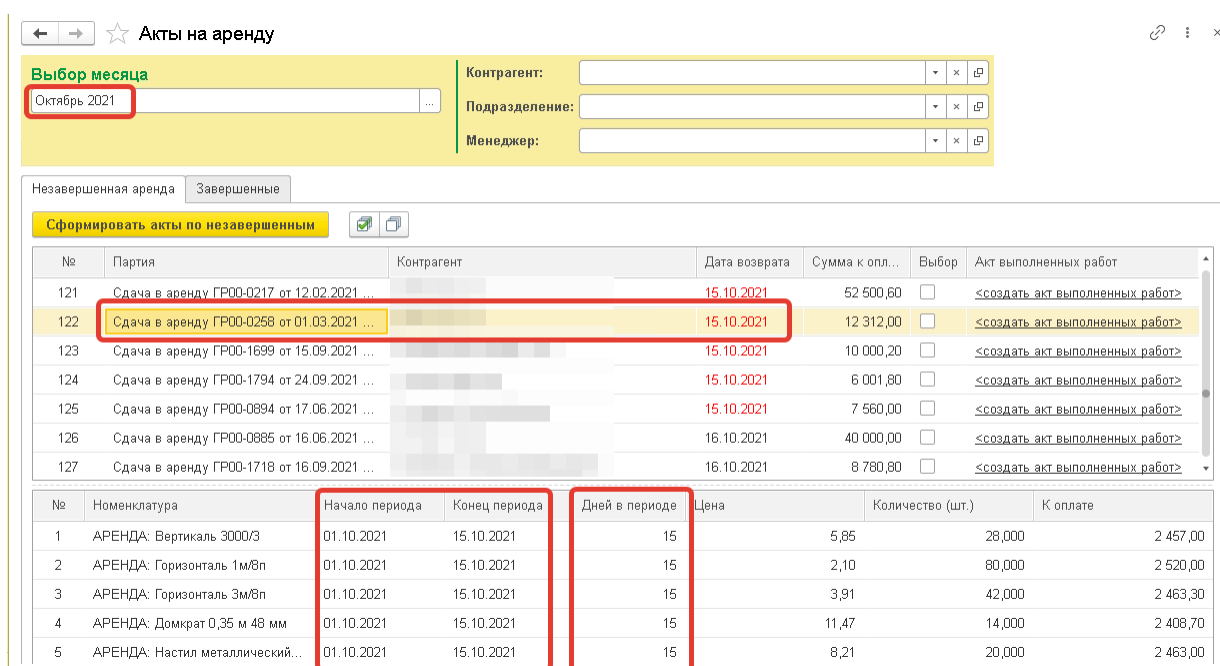 Акты на аренду
Выбор месяца
Октябрь 2021
...
Контрагент:
Подразделение:
Менеджер:
Незавершенная аренда Завершенные
Сформировать акты по незавершенным
№ Партия Контрагент Дата возврата Сумма к опл... Выбор Акт выполненных работ
121 Сдача в аренду ГР00-0217 от 12.02.2021 ... 15.10.2021 52 500,60 <создать акт выполненных работ>
122 Сдача в аренду ГР00-0258 от 01.03.2021 ... 15.10.2021 12 312,00 <создать акт выполненных работ>
123 Сдача в аренду ГР00-1699 от 15.09.2021 ... 15.10.2021 10 000,20 <создать акт выполненных работ>
124 Сдача в аренду ГР00-1794 от 24.09.2021 ... 15.10.2021 6 001,80 <создать акт выполненных работ>
125 Сдача в аренду ГР00-0894 от 17.06.2021 ... 15.10.2021 7 560,00 <создать акт выполненных работ>
126 Сдача в аренду ГР00-0885 от 16.06.2021 ... 16.10.2021 40 000,00 <создать акт выполненных работ>
127 Сдача в аренду ГР00-1718 от 16.09.2021 ... 16.10.2021 8 780,80 <создать акт выполненных работ>
№ Номенклатура Начало периода Конец периода Дней в периоде Цена Количество (шт.) К оплате
1 АРЕНДА: Вертикаль 3000/3 01.10.2021 15.10.2021 15 5,85 28,000 2 457,00
2 АРЕНДА: Горизонталь 1м/8п 01.10.2021 15.10.2021 15 2,10 80,000 2 520,00
3 АРЕНДА: Горизонталь 3м/8п 01.10.2021 15.10.2021 15 3,91 42,000 2 463,30
4 АРЕНДА: Домкрат 0,35 м 48 мм 01.10.2021 15.10.2021 15 11,47 14,000 2 408,70
5 АРЕНДА: Настил металлический... 01.10.2021 15.10.2021 15 8,21 20,000 2 463,00